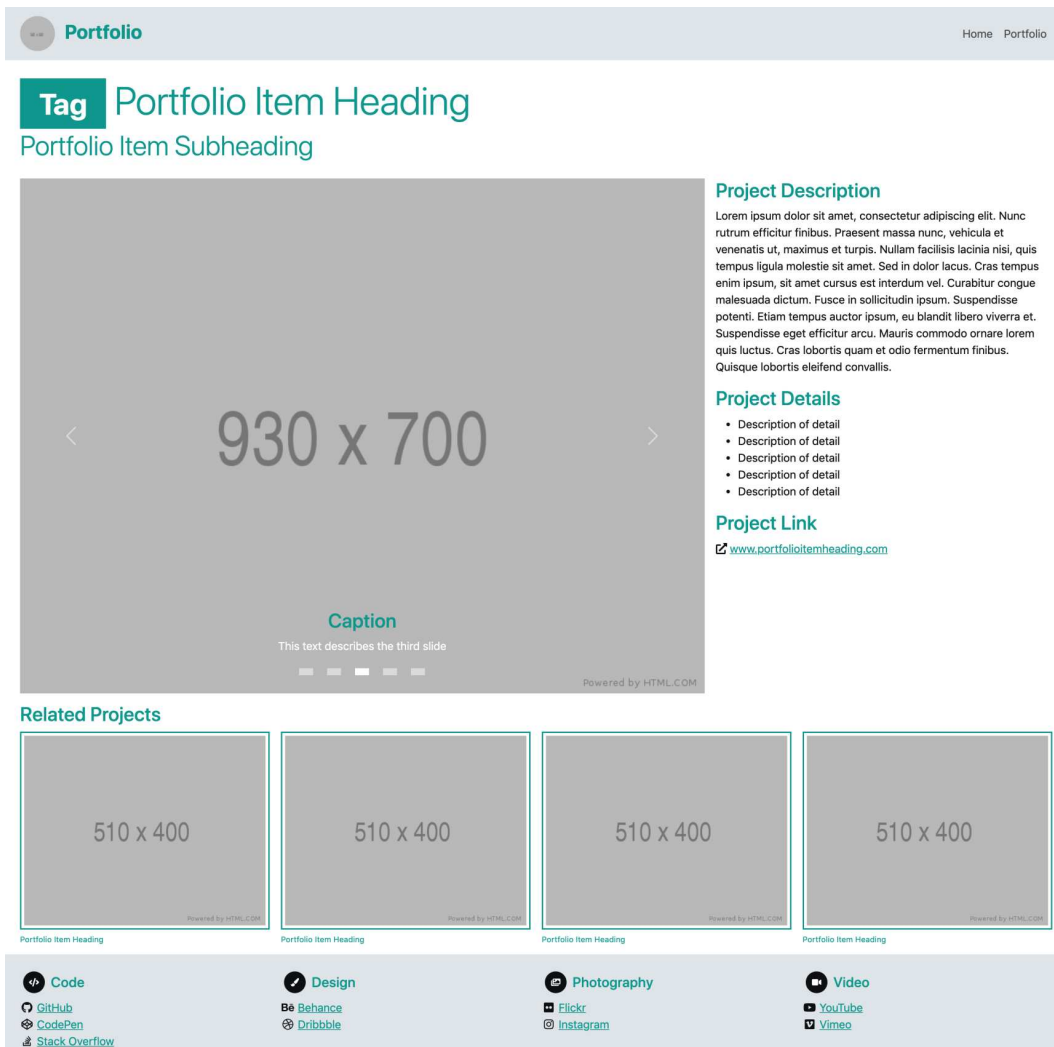 Portfolio
Home Portfolio
Tag Portfolio Item Heading
Portfolio Item Subheading
930 x 700
Caption
This text describes the third slide
Powered by HTML.COM
Project Description
Lorem ipsum dolor sit amet, consectetur adipiscing elit. Nunc
rutrum efficitur finibus. Praesent massa nunc, vehicula et
venenatis ut, maximus et turpis. Nullam facilisis lacinia nisi, quis
tempus ligula molestie sit amet. Sed in dolor lacus. Cras tempus
enim ipsum, sit amet cursus est interdum vel. Curabitur congue
malesuada dictum. Fusce in sollicitudin ipsum. Suspendisse
potenti. Etiam tempus auctor ipsum, eu blandit libero viverra et.
Suspendisse eget efficitur arcu. Mauris commodo ornare lorem
quis luctus. Cras lobortis quam et odio fermentum finibus.
Quisque lobortis eleifend convallis.
Project Details
• Description of detail
• Description of detail
• Description of detail
• Description of detail
• Description of detail
Project Link
www.portfolioitemheading.com
Related Projects
510 x 400
Powered by HTML.COM
Portfolio Item Heading
510 x 400
Powered by HTML.COM
Portfolio Item Heading
510 x 400
Powered by HTML.COM
Portfolio Item Heading
510 x 400
Powered by HTML.COM
Portfolio Item Heading
Code
GitHub
CodePen
Stack Overflow
Design
Bē Behance
Dribbble
Photography
Flickr
Instagram
Video
YouTube
Vimeo